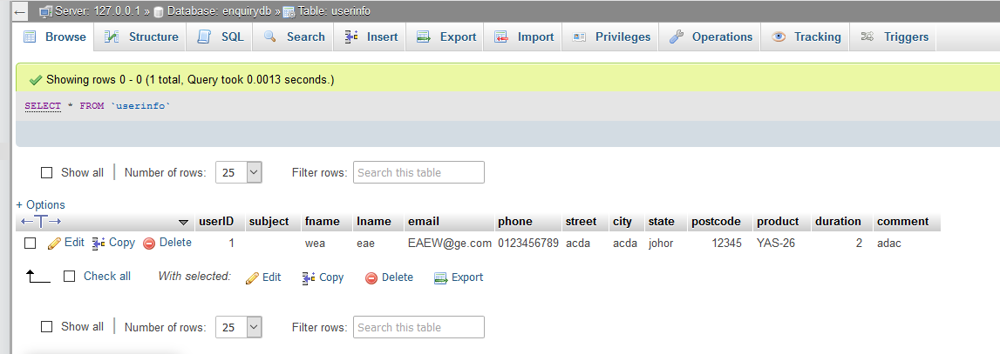 Server: 127.0.0.1 » Database: enquirydb » Table: userinfo
Browse Structure SQL Search Insert Export Import Privileges Operations Tracking Triggers
Showing rows 0 - 0 (1 total, Query took 0.0013 seconds.)
SELECT * FROM `userinfo`
Show all Number of rows: 25 Filter rows: Search this table
+ Options
userID subject fname lname email phone street city state postcode product duration comment
Edit Copy Delete 1 wea eae EAEW@ge.com 0123456789 acda acda johor 12345 YAS-26 2 adac
Check all With selected: Edit Copy Delete Export
Show all Number of rows: 25 Filter rows: Search this table